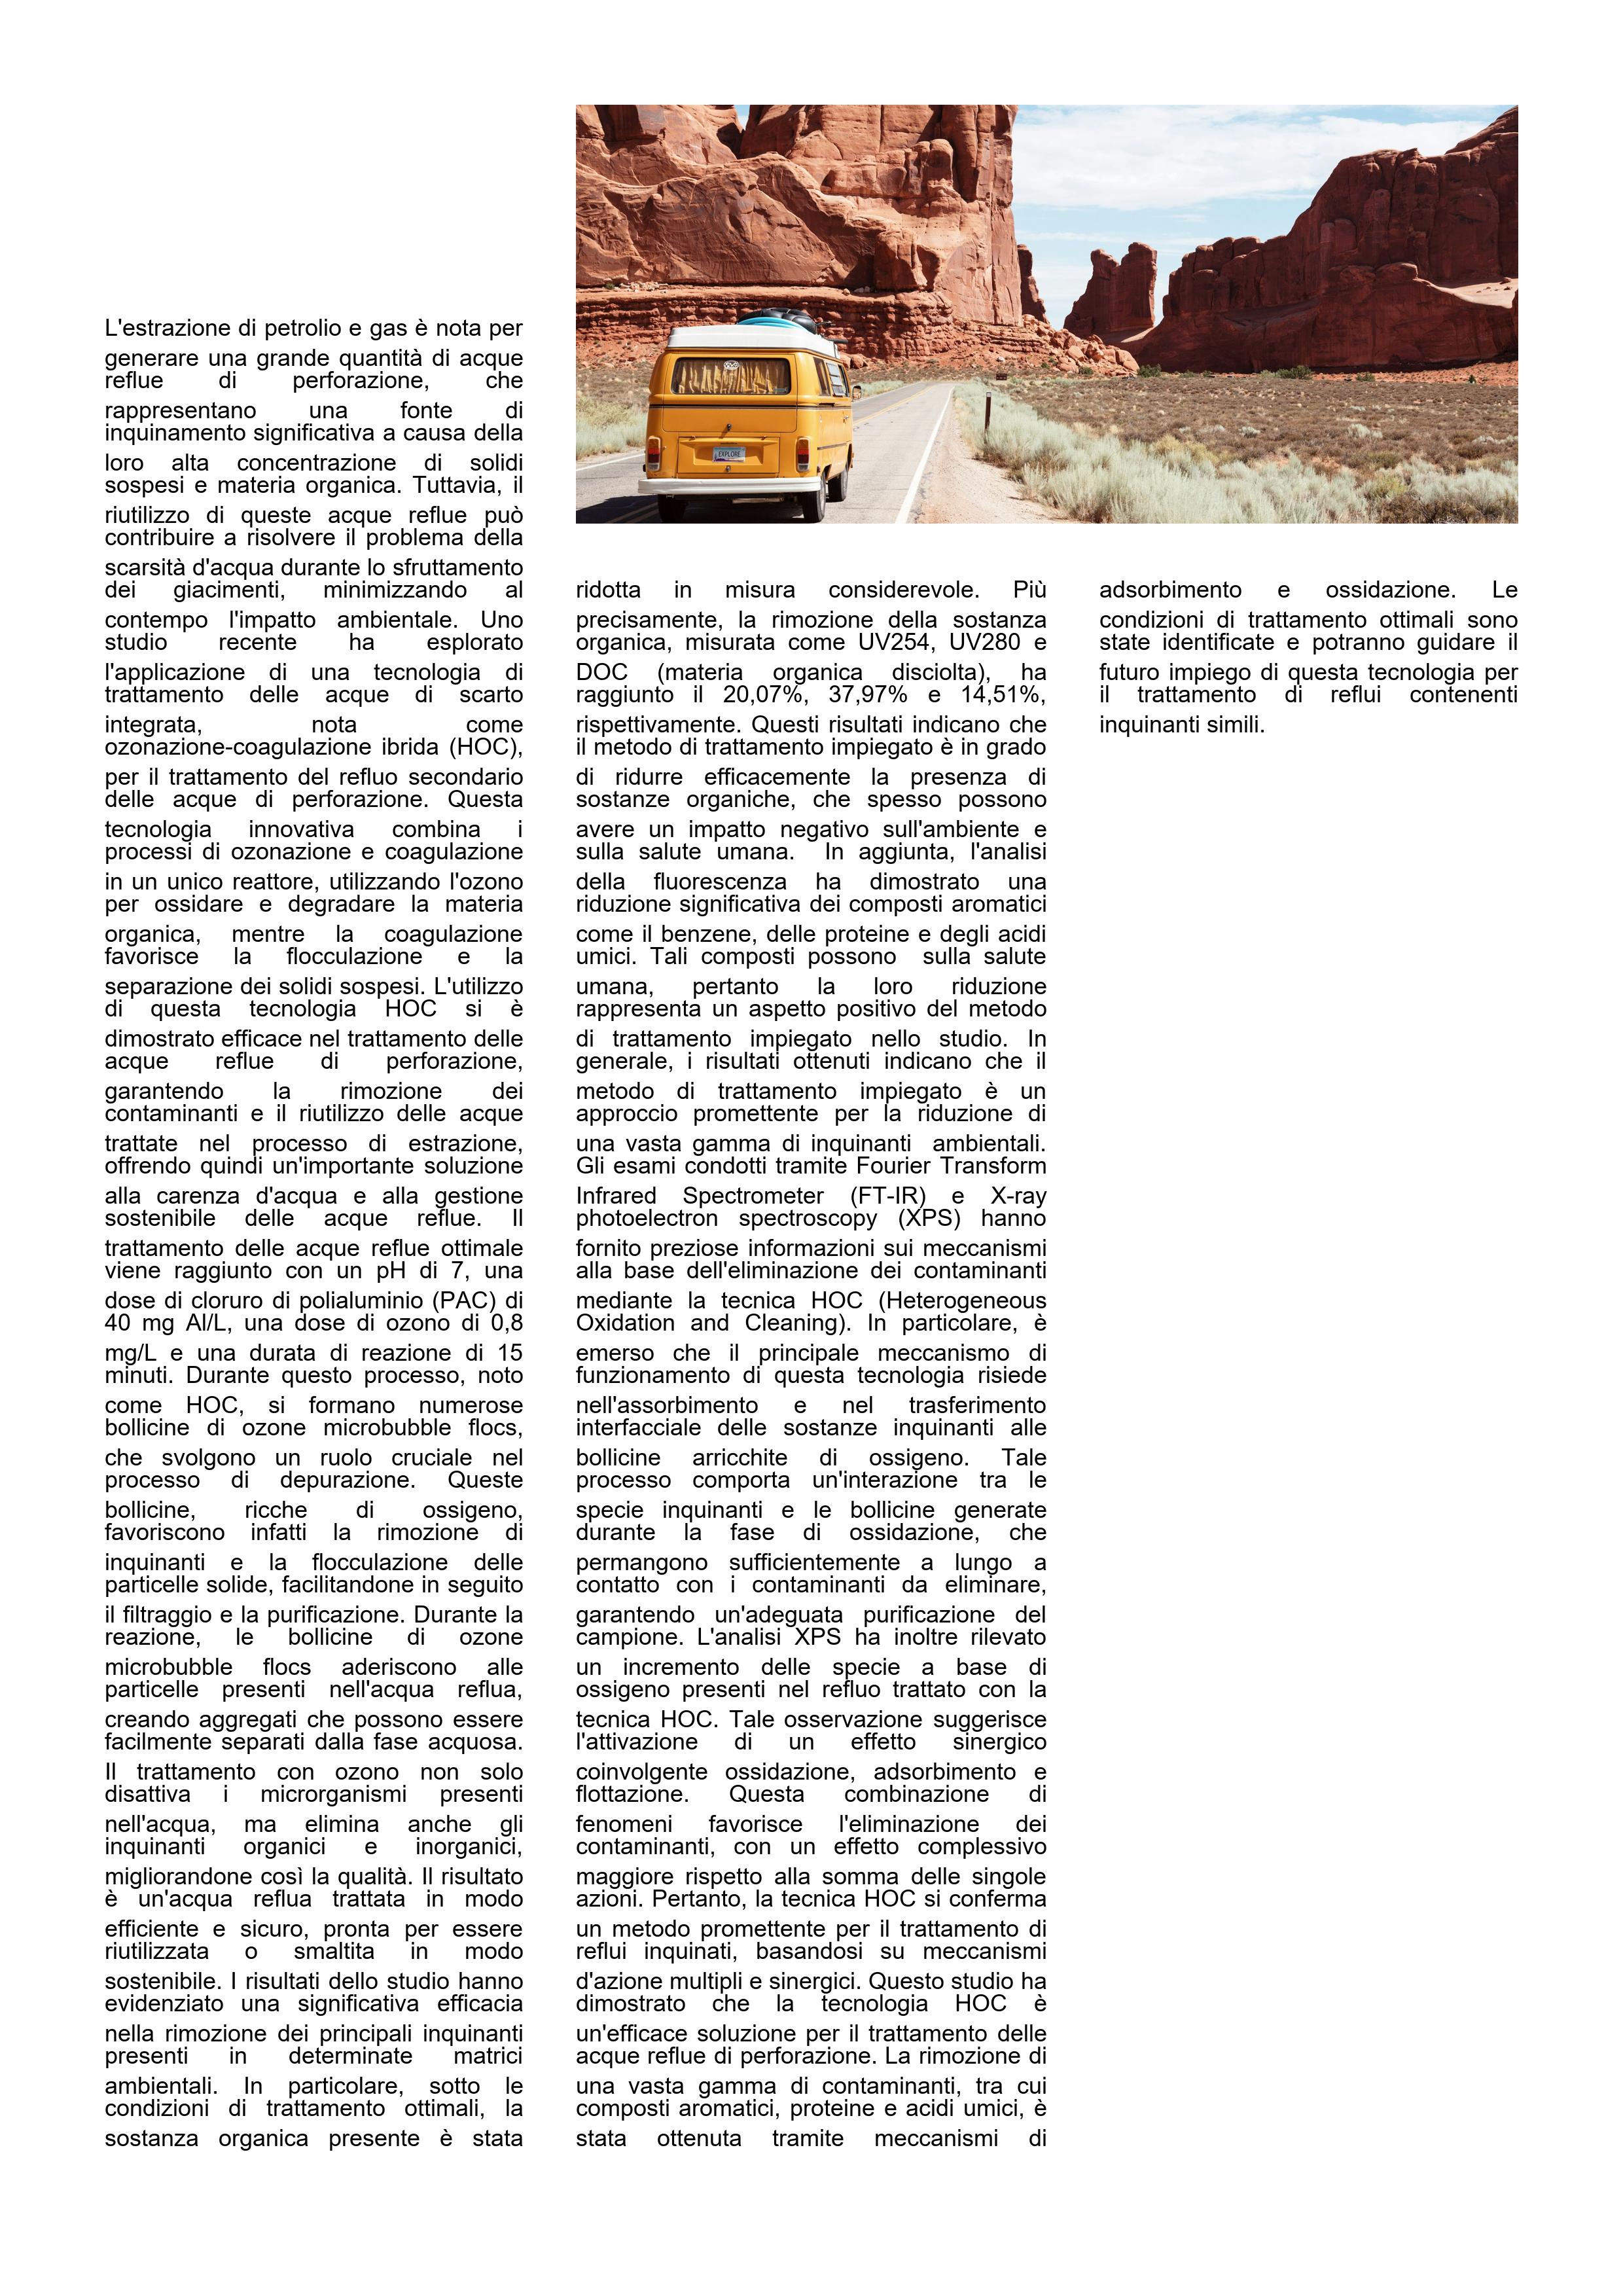 L'estrazione di petrolio e gas è nota per
generare una grande quantità di acque
reflue di perforazione, che
rappresentano una fonte di
inquinamento significativa a causa della
loro alta concentrazione di solidi
sospesi e materia organica. Tuttavia, il
riutilizzo di queste acque reflue può
contribuire a risolvere il problema della
scarsità d'acqua durante lo sfruttamento
dei giacimenti, minimizzando al
contempo l'impatto ambientale. Uno
studio recente ha esplorato
l'applicazione di una tecnologia di
trattamento delle acque di scarto
integrata, nota come
ozonazione-coagulazione ibrida (HOC),
per il trattamento del refluo secondario
delle acque di perforazione. Questa
tecnologia innovativa combina i
processi di ozonazione e coagulazione
in un unico reattore, utilizzando l'ozono
per ossidare e degradare la materia
organica, mentre la coagulazione
favorisce la flocculazione e la
separazione dei solidi sospesi. L'utilizzo
di questa tecnologia HOC si è
dimostrato efficace nel trattamento delle
acque reflue di perforazione,
garantendo la rimozione dei
contaminanti e il riutilizzo delle acque
trattate nel processo di estrazione,
offrendo quindi un'importante soluzione
alla carenza d'acqua e alla gestione
sostenibile delle acque reflue. Il
trattamento delle acque reflue ottimale
viene raggiunto con un pH di 7, una
dose di cloruro di polialuminio (PAC) di
40 mg Al/L, una dose di ozono di 0,8
mg/L e una durata di reazione di 15
minuti. Durante questo processo, noto
come HOC, si formano numerose
bollicine di ozone microbubble flocs,
che svolgono un ruolo cruciale nel
processo di depurazione. Queste
bollicine, ricche di ossigeno,
favoriscono infatti la rimozione di
inquinanti e la flocculazione delle
particelle solide, facilitandone in seguito
il filtraggio e la purificazione. Durante la
reazione, le bollicine di ozone
microbubble flocs aderiscono alle
particelle presenti nell'acqua reflua,
creando aggregati che possono essere
facilmente separati dalla fase acquosa.
Il trattamento con ozono non solo
disattiva i microrganismi presenti
nell'acqua, ma elimina anche gli
inquinanti organici e inorganici,
migliorandone così la qualità. Il risultato
è un'acqua reflua trattata in modo
efficiente e sicuro, pronta per essere
riutilizzata o smaltita in modo
sostenibile. I risultati dello studio hanno
evidenziato una significativa efficacia
nella rimozione dei principali inquinanti
presenti in determinate matrici
ambientali. In particolare, sotto le
condizioni di trattamento ottimali, la
sostanza organica presente è stata
EXPLORE
ridotta in misura considerevole. Più
precisamente, la rimozione della sostanza
organica, misurata come UV254, UV280 e
DOC (materia organica disciolta), ha
raggiunto il 20,07%, 37,97% e 14,51%,
rispettivamente. Questi risultati indicano che
il metodo di trattamento impiegato è in grado
di ridurre efficacemente la presenza di
sostanze organiche, che spesso possono
avere un impatto negativo sull'ambiente e
sulla salute umana. In aggiunta, l'analisi
della fluorescenza ha dimostrato una
riduzione significativa dei composti aromatici
come il benzene, delle proteine e degli acidi
umici. Tali composti possono sulla salute
umana, pertanto la loro riduzione
rappresenta un aspetto positivo del metodo
di trattamento impiegato nello studio. In
generale, i risultati ottenuti indicano che il
metodo di trattamento impiegato è un
approccio promettente per la riduzione di
una vasta gamma di inquinanti ambientali.
Gli esami condotti tramite Fourier Transform
Infrared Spectrometer (FT-IR) e X-ray
photoelectron spectroscopy (XPS) hanno
fornito preziose informazioni sui meccanismi
alla base dell'eliminazione dei contaminanti
mediante la tecnica HOC (Heterogeneous
Oxidation and Cleaning). In particolare, è
emerso che il principale meccanismo di
funzionamento di questa tecnologia risiede
nell'assorbimento e nel trasferimento
interfacciale delle sostanze inquinanti alle
bollicine arricchite di ossigeno. Tale
processo comporta un'interazione tra le
specie inquinanti e le bollicine generate
durante la fase di ossidazione, che
permangono sufficientemente a lungo a
contatto con i contaminanti da eliminare,
garantendo un'adeguata purificazione del
campione. L'analisi XPS ha inoltre rilevato
un incremento delle specie a base di
ossigeno presenti nel refluo trattato con la
tecnica HOC. Tale osservazione suggerisce
l'attivazione di un effetto sinergico
coinvolgente ossidazione, adsorbimento e
flottazione. Questa combinazione di
fenomeni favorisce l'eliminazione dei
contaminanti, con un effetto complessivo
maggiore rispetto alla somma delle singole
azioni. Pertanto, la tecnica HOC si conferma
un metodo promettente per il trattamento di
reflui inquinati, basandosi su meccanismi
d'azione multipli e sinergici. Questo studio ha
dimostrato che la tecnologia HOC è
un'efficace soluzione per il trattamento delle
acque reflue di perforazione. La rimozione di
una vasta gamma di contaminanti, tra cui
composti aromatici, proteine e acidi umici, è
stata ottenuta tramite meccanismi di
adsorbimento e ossidazione. Le
condizioni di trattamento ottimali sono
state identificate e potranno guidare il
futuro impiego di questa tecnologia per
il trattamento di reflui contenenti
inquinanti simili.